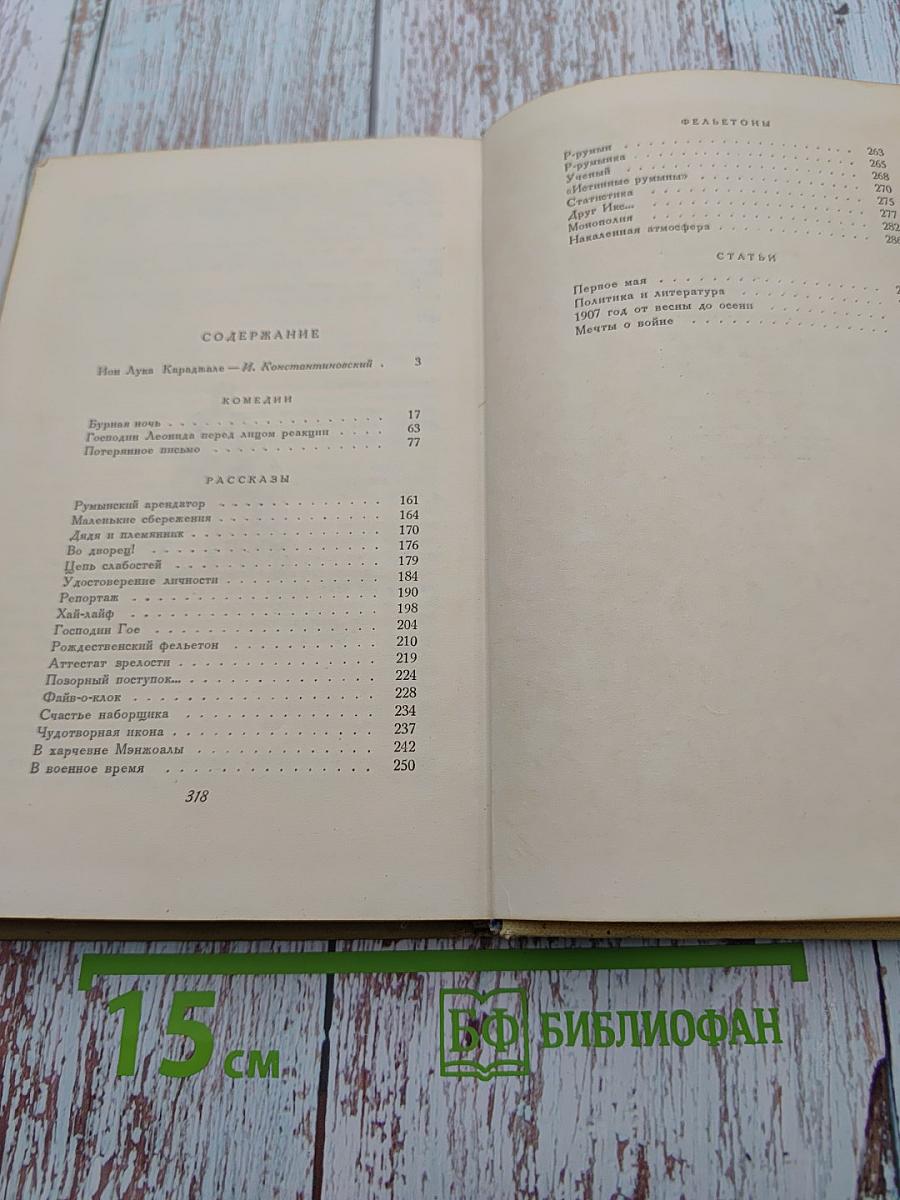 СОДЕРЖАНИЕ
Ион Лука Караджале — И. Константиновский . 3
КОМЕДИИ
Бурная ночь . . . . . . . . . . . . . . . . 17
Господин Леонида перед лицом реакции . . . . 63
Потерянное письмо . . . . . . . . . . . . . 77
РАССКАЗЫ
Румынский арендатор . . . . . . . . . . . . 161
Маленькие сбережения . . . . . . . . . . . . 164
Дядя и племянник . . . . . . . . . . . . . . 170
Во дворец! . . . . . . . . . . . . . . . . 176
Цепь слабостей . . . . . . . . . . . . . . 179
Удостоверение личности . . . . . . . . . . . 184
Репортаж . . . . . . . . . . . . . . . . . 190
Хай-лайф . . . . . . . . . . . . . . . . . 198
Господин Гое . . . . . . . . . . . . . . . 204
Рождественский фельетон . . . . . . . . . . 210
Аттестат зрелости . . . . . . . . . . . . . 219
Позорный поступок... . . . . . . . . . . . . 224
Файв-о-клок . . . . . . . . . . . . . . . . 228
Счастье наборщика . . . . . . . . . . . . . 234
Чудотворная икона . . . . . . . . . . . . . 237
В харчевне Мэнжоалы . . . . . . . . . . . . 242
В военное время . . . . . . . . . . . . . . 250
318
ФЕЛЬЕТОНЫ
Р-румын . . . . . . . . . . . . . . . . 263
Р-румынка . . . . . . . . . . . . . . . 265
Ученый . . . . . . . . . . . . . . . . 268
«Истинные румыны» . . . . . . . . . . . 270
Статистика . . . . . . . . . . . . . . 275
Друг Икс... . . . . . . . . . . . . . . 277
Монополия . . . . . . . . . . . . . . . 282
Накаленная атмосфера . . . . . . . . . . 286
СТАТЬИ
Первое мая . . . . . . . . . . . . . . 2
Политика и литература . . . . . . . . .
1907 год от весны до осени . . . . . . .
Мечты о войне . . . . . . . . . . . . .
15 см
БФ БИБЛИОФАН